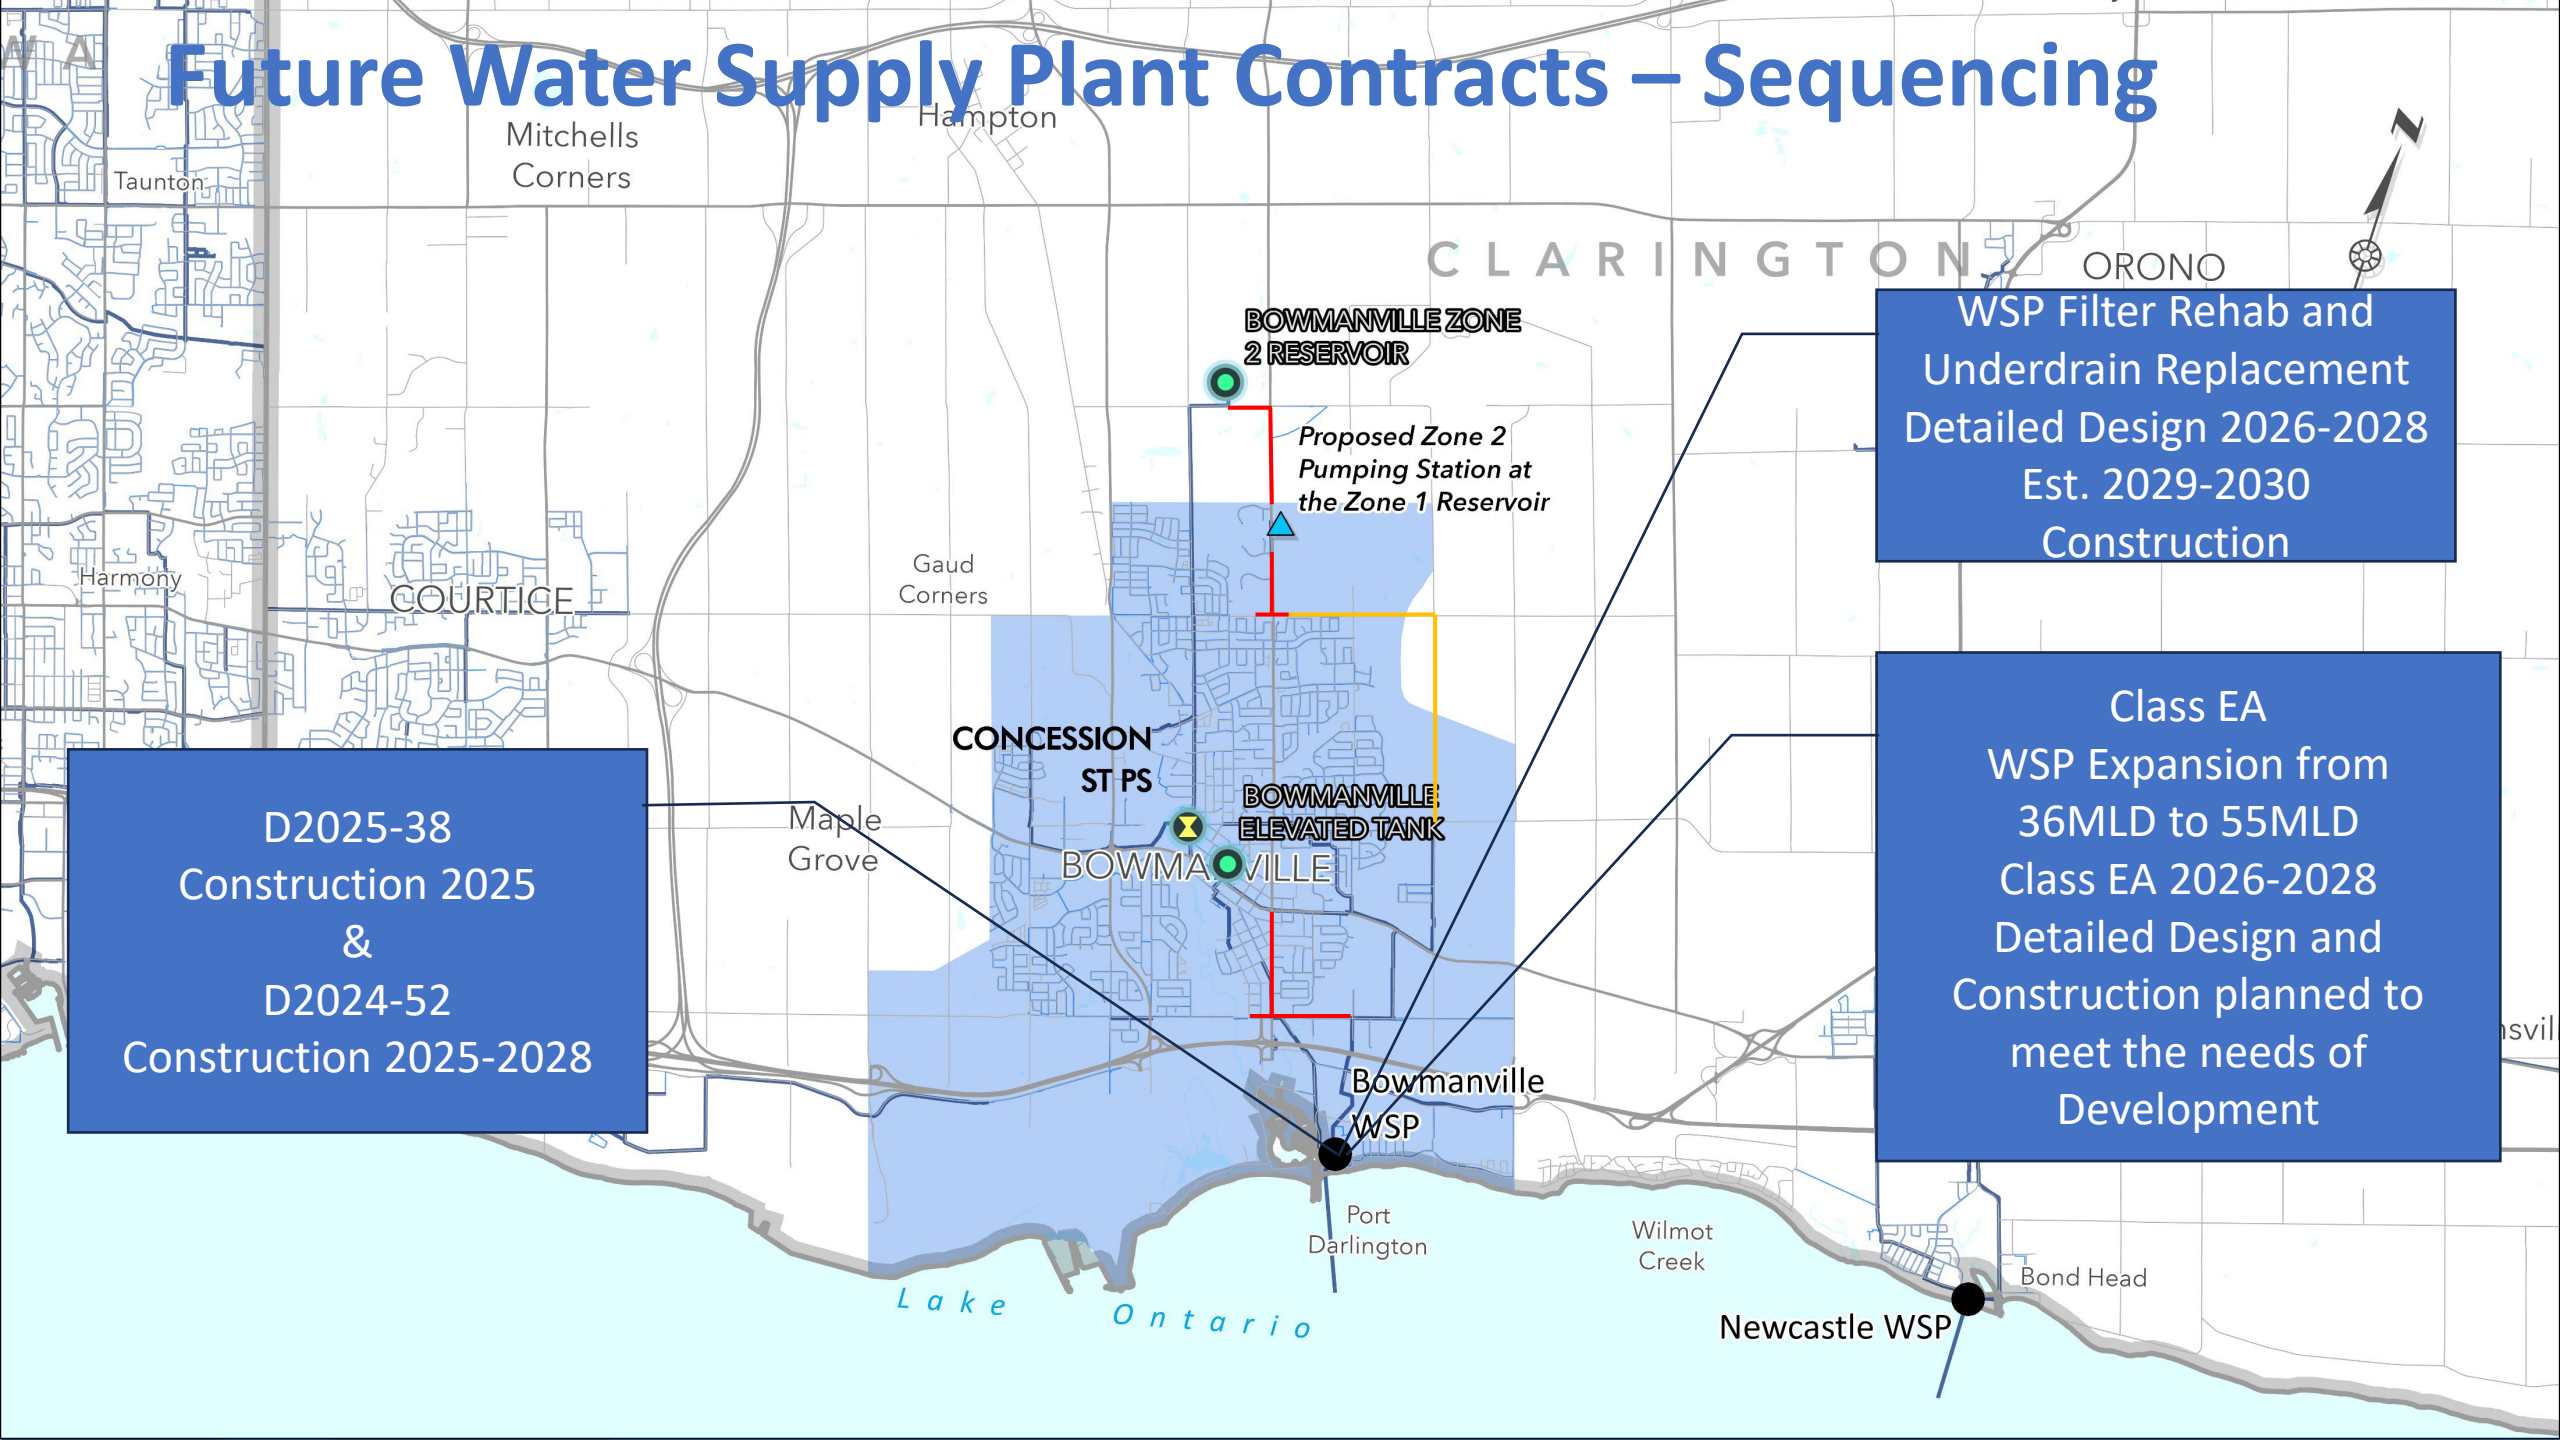 Future Water Supply Plant Contracts – Sequencing
W A
Hampton
Mitchells
Corners
Taunton
N
CLARINGTON
ORONO
WSP Filter Rehab and
Underdrain Replacement
Detailed Design 2026-2028
Est. 2029-2030
Construction
BOWMANVILLE ZONE
2 RESERVOIR
Proposed Zone 2
Pumping Station at
the Zone 1 Reservoir
Gaud
Corners
Harmony
COURTICE
CONCESSION
ST PS
BOWMANVILLE
ELEVATED TANK
BOWMANVILLE
Maple
Grove
D2025-38
Construction 2025
&
D2024-52
Construction 2025-2028
Class EA
WSP Expansion from
36MLD to 55MLD
Class EA 2026-2028
Detailed Design and
Construction planned to
meet the needs of
Development
Bowmanville
WSP
Port
Darlington
Wilmot
Creek
Bond Head
Newcastle WSP
Lake Ontario